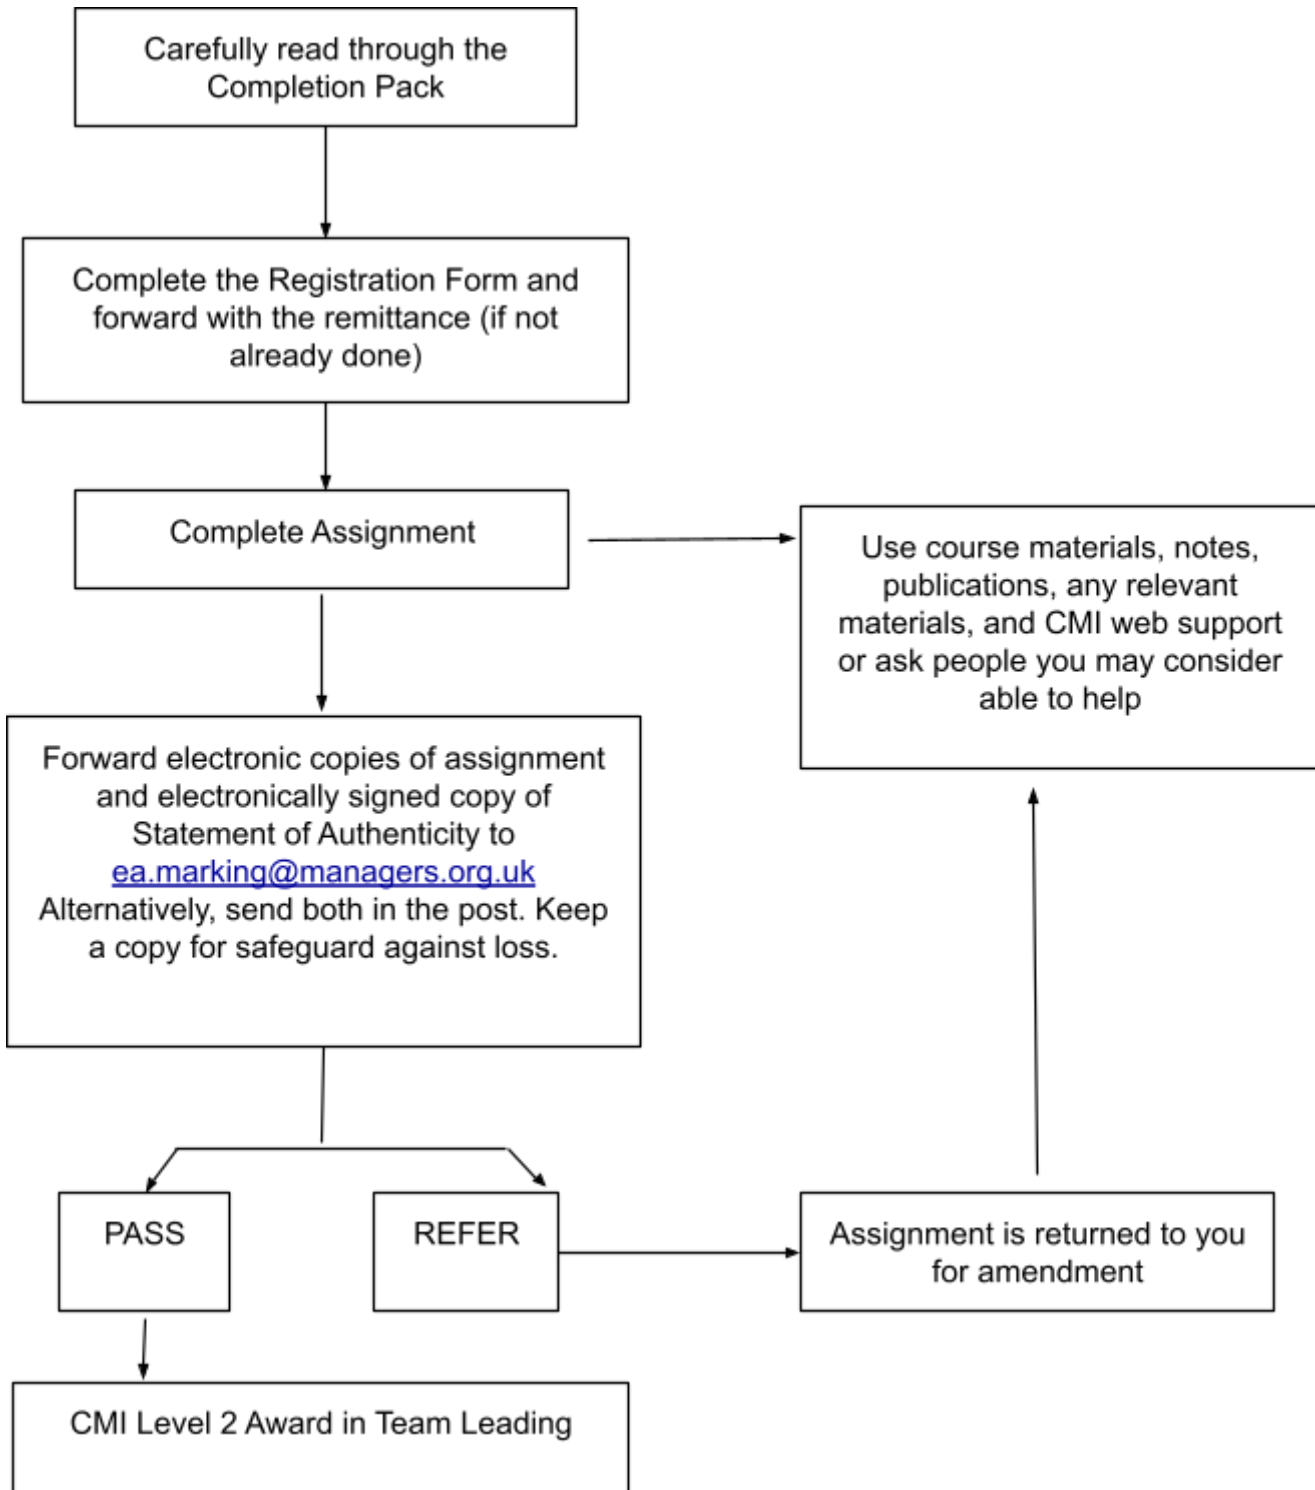 Carefully read through the
Completion Pack
Complete the Registration Form and
forward with the remittance (if not
already done)
Complete Assignment
Use course materials, notes,
publications, any relevant
materials, and CMI web support
or ask people you may consider
able to help
Forward electronic copies of assignment
and electronically signed copy of
Statement of Authenticity to
ea.marking@managers.org.uk
Alternatively, send both in the post. Keep
a copy for safeguard against loss.
PASS
REFER
Assignment is returned to you
for amendment
CMI Level 2 Award in Team Leading